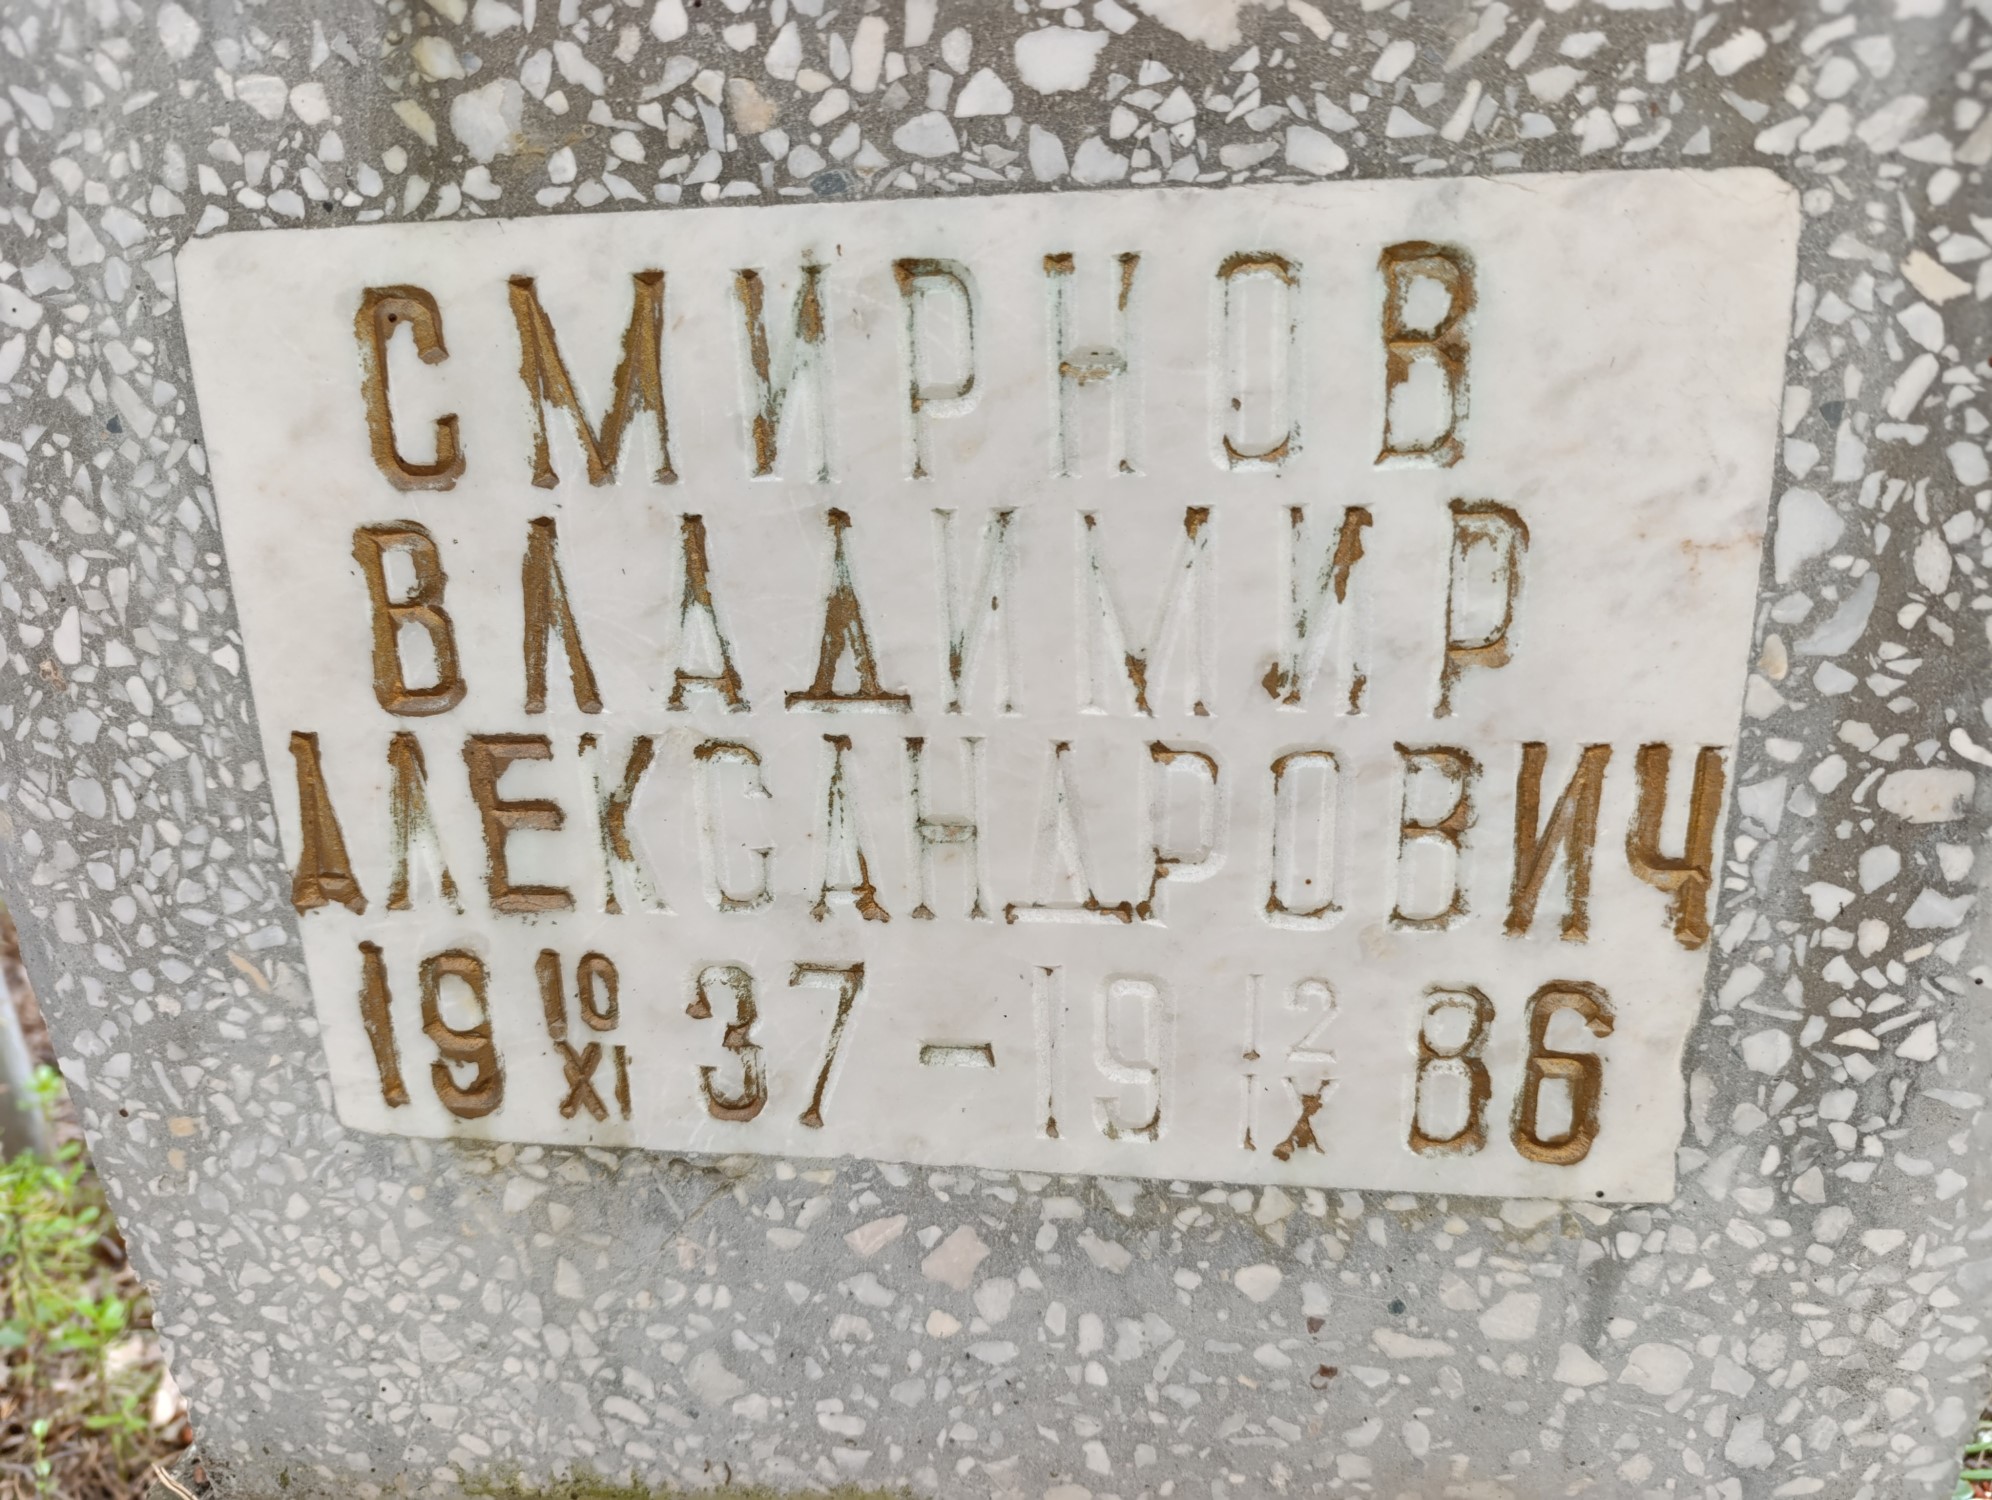 СМИРНОВ
ВЛАДИМИР
АЛЕКСАНДРОВИЧ
19 10/XI 37 - 19 12/IX 86